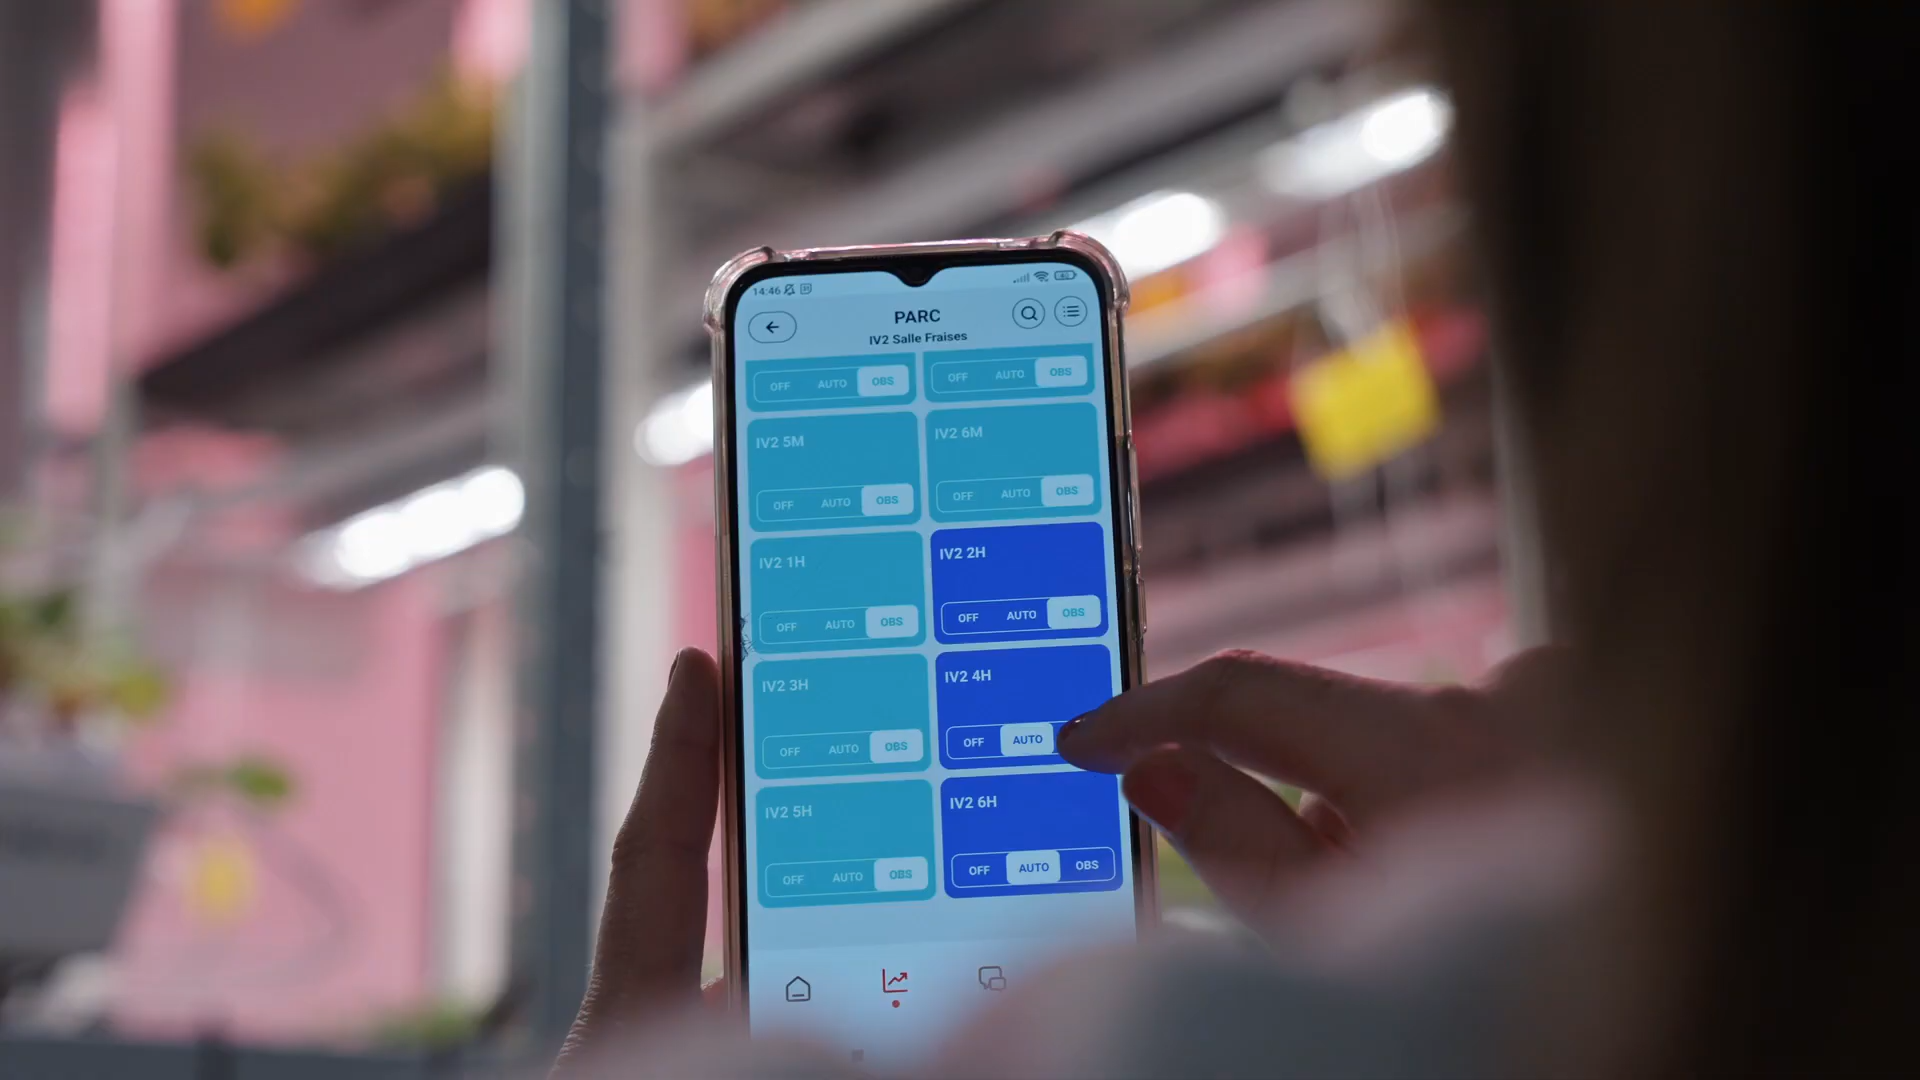 14:46
PARC
IV2 Salle Fraises
OFF AUTO OBS
OFF AUTO OBS
IV2 5M
OFF AUTO OBS
IV2 6M
OFF AUTO OBS
IV2 1H
OFF AUTO OBS
IV2 2H
OFF AUTO OBS
IV2 3H
OFF AUTO OBS
IV2 4H
OFF AUTO
IV2 5H
OFF AUTO OBS
IV2 6H
OFF AUTO OBS